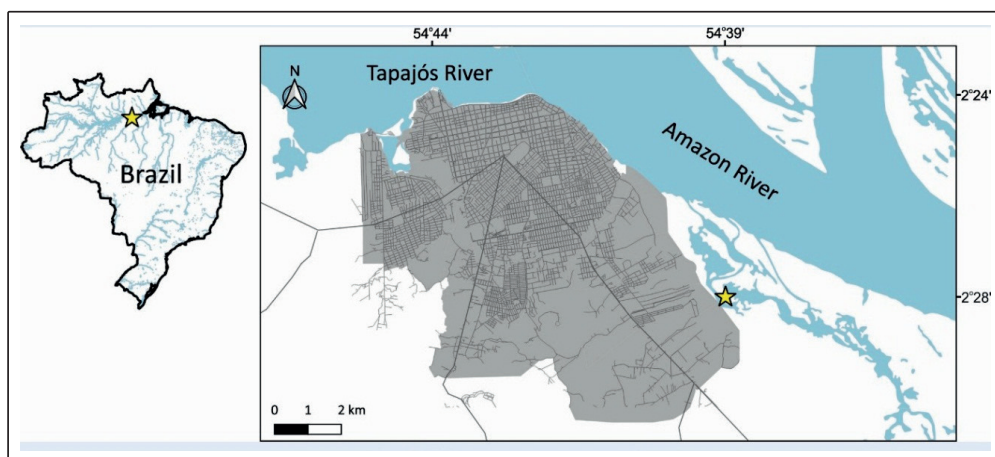 54°44'
54°39'
N
Tapajós River
2°24'
Amazon River
Brazil
2°28'
0 1 2 km